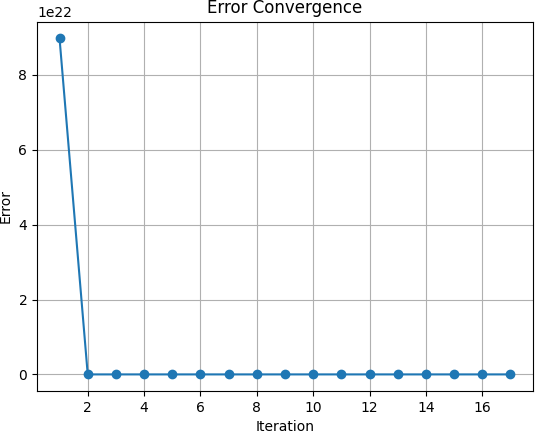 Error Convergence
1e22
8
6
4
2
0
Error
2 4 6 8 10 12 14 16
Iteration